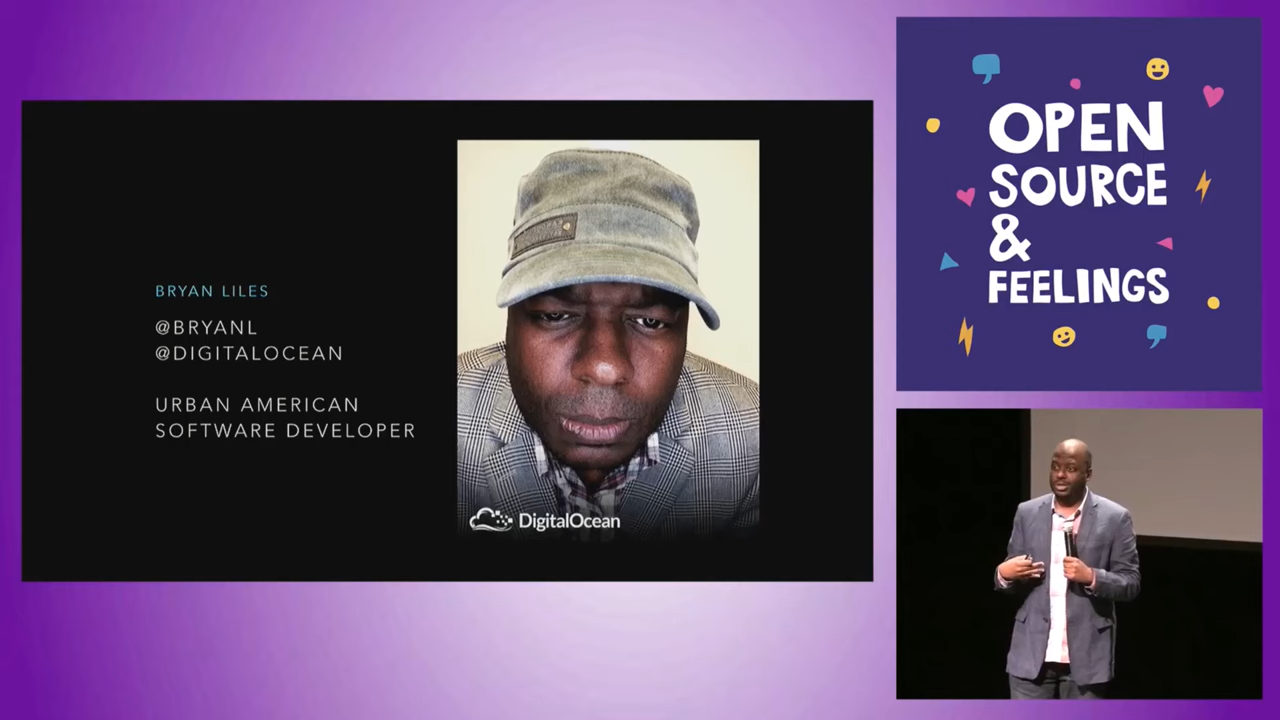 BRYAN LILES
@BRYANL
@DIGITALOCEAN
URBAN AMERICAN
SOFTWARE DEVELOPER
DigitalOcean
OPEN
SOURCE
&
FEELINGS